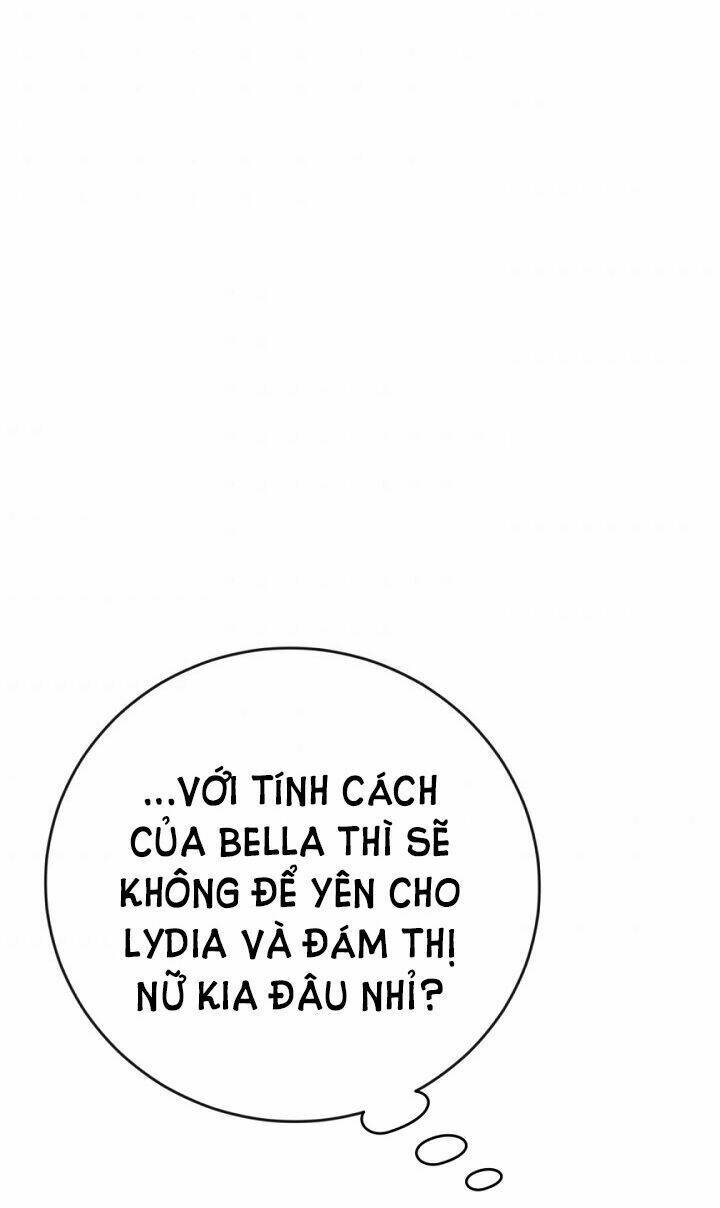 ...VỚI TÍNH CÁCH
CỦA BELLA THÌ SẼ
KHÔNG ĐỂ YÊN CHO
LYDIA VÀ ĐÁM THỊ
NỮ KIA ĐÂU NHỈ?